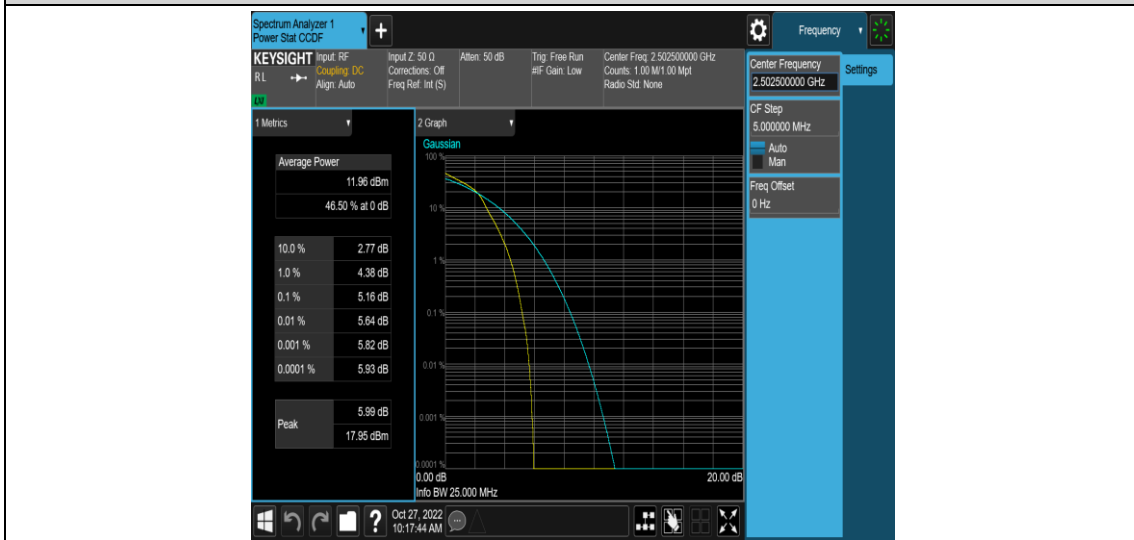 Spectrum Analyzer 1
Power Stat CCDF
+
Frequency
KEYSIGHT
RL
LXI
Input: RF
Coupling: DC
Align: Auto
Input Z: 50 Ω
Corrections: Off
Freq Ref: Int (S)
Atten: 50 dB
Trig: Free Run
#IF Gain: Low
Center Freq: 2.502500000 GHz
Counts: 1.00 M/1.00 Mpt
Radio Std: None
Center Frequency
2.502500000 GHz
Settings
CF Step
5.000000 MHz
Auto
Man
Freq Offset
0 Hz
1 Metrics
Average Power
11.96 dBm
46.50 % at 0 dB
10.0 % 2.77 dB
1.0 % 4.38 dB
0.1 % 5.16 dB
0.01 % 5.64 dB
0.001 % 5.82 dB
0.0001 % 5.93 dB
Peak 5.99 dB
17.95 dBm
2 Graph
Gaussian
100 %
10 %
1 %
0.1 %
0.01 %
0.001 %
0.0001 %
0.00 dB 20.00 dB
Info BW 25.000 MHz
?
Oct 27, 2022
10:17:44 AM